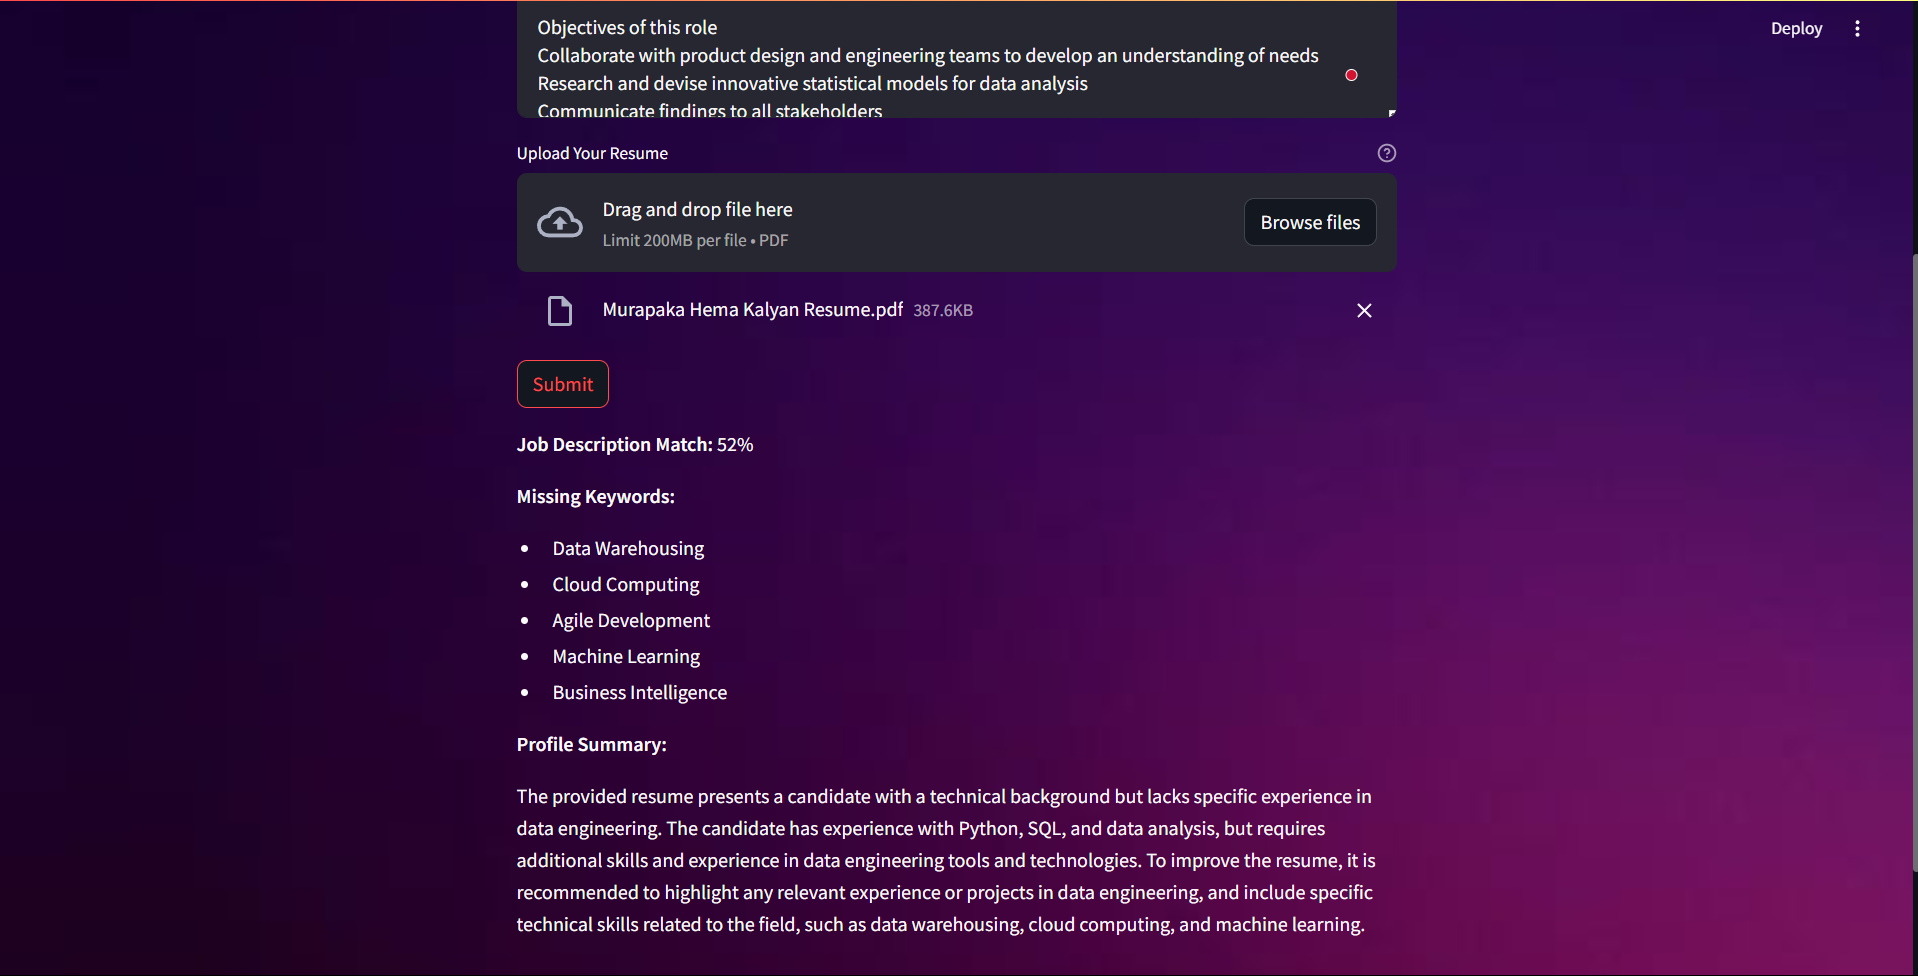 Objectives of this role
Deploy
Collaborate with product design and engineering teams to develop an understanding of needs
Research and devise innovative statistical models for data analysis
Communicate findings to all stakeholders
Upload Your Resume
Drag and drop file here
Limit 200MB per file • PDF
Browse files
Murapaka Hema Kalyan Resume.pdf 387.6KB
Submit
Job Description Match: 52%
Missing Keywords:
• Data Warehousing
• Cloud Computing
• Agile Development
• Machine Learning
• Business Intelligence
Profile Summary:
The provided resume presents a candidate with a technical background but lacks specific experience in
data engineering. The candidate has experience with Python, SQL, and data analysis, but requires
additional skills and experience in data engineering tools and technologies. To improve the resume, it is
recommended to highlight any relevant experience or projects in data engineering, and include specific
technical skills related to the field, such as data warehousing, cloud computing, and machine learning.